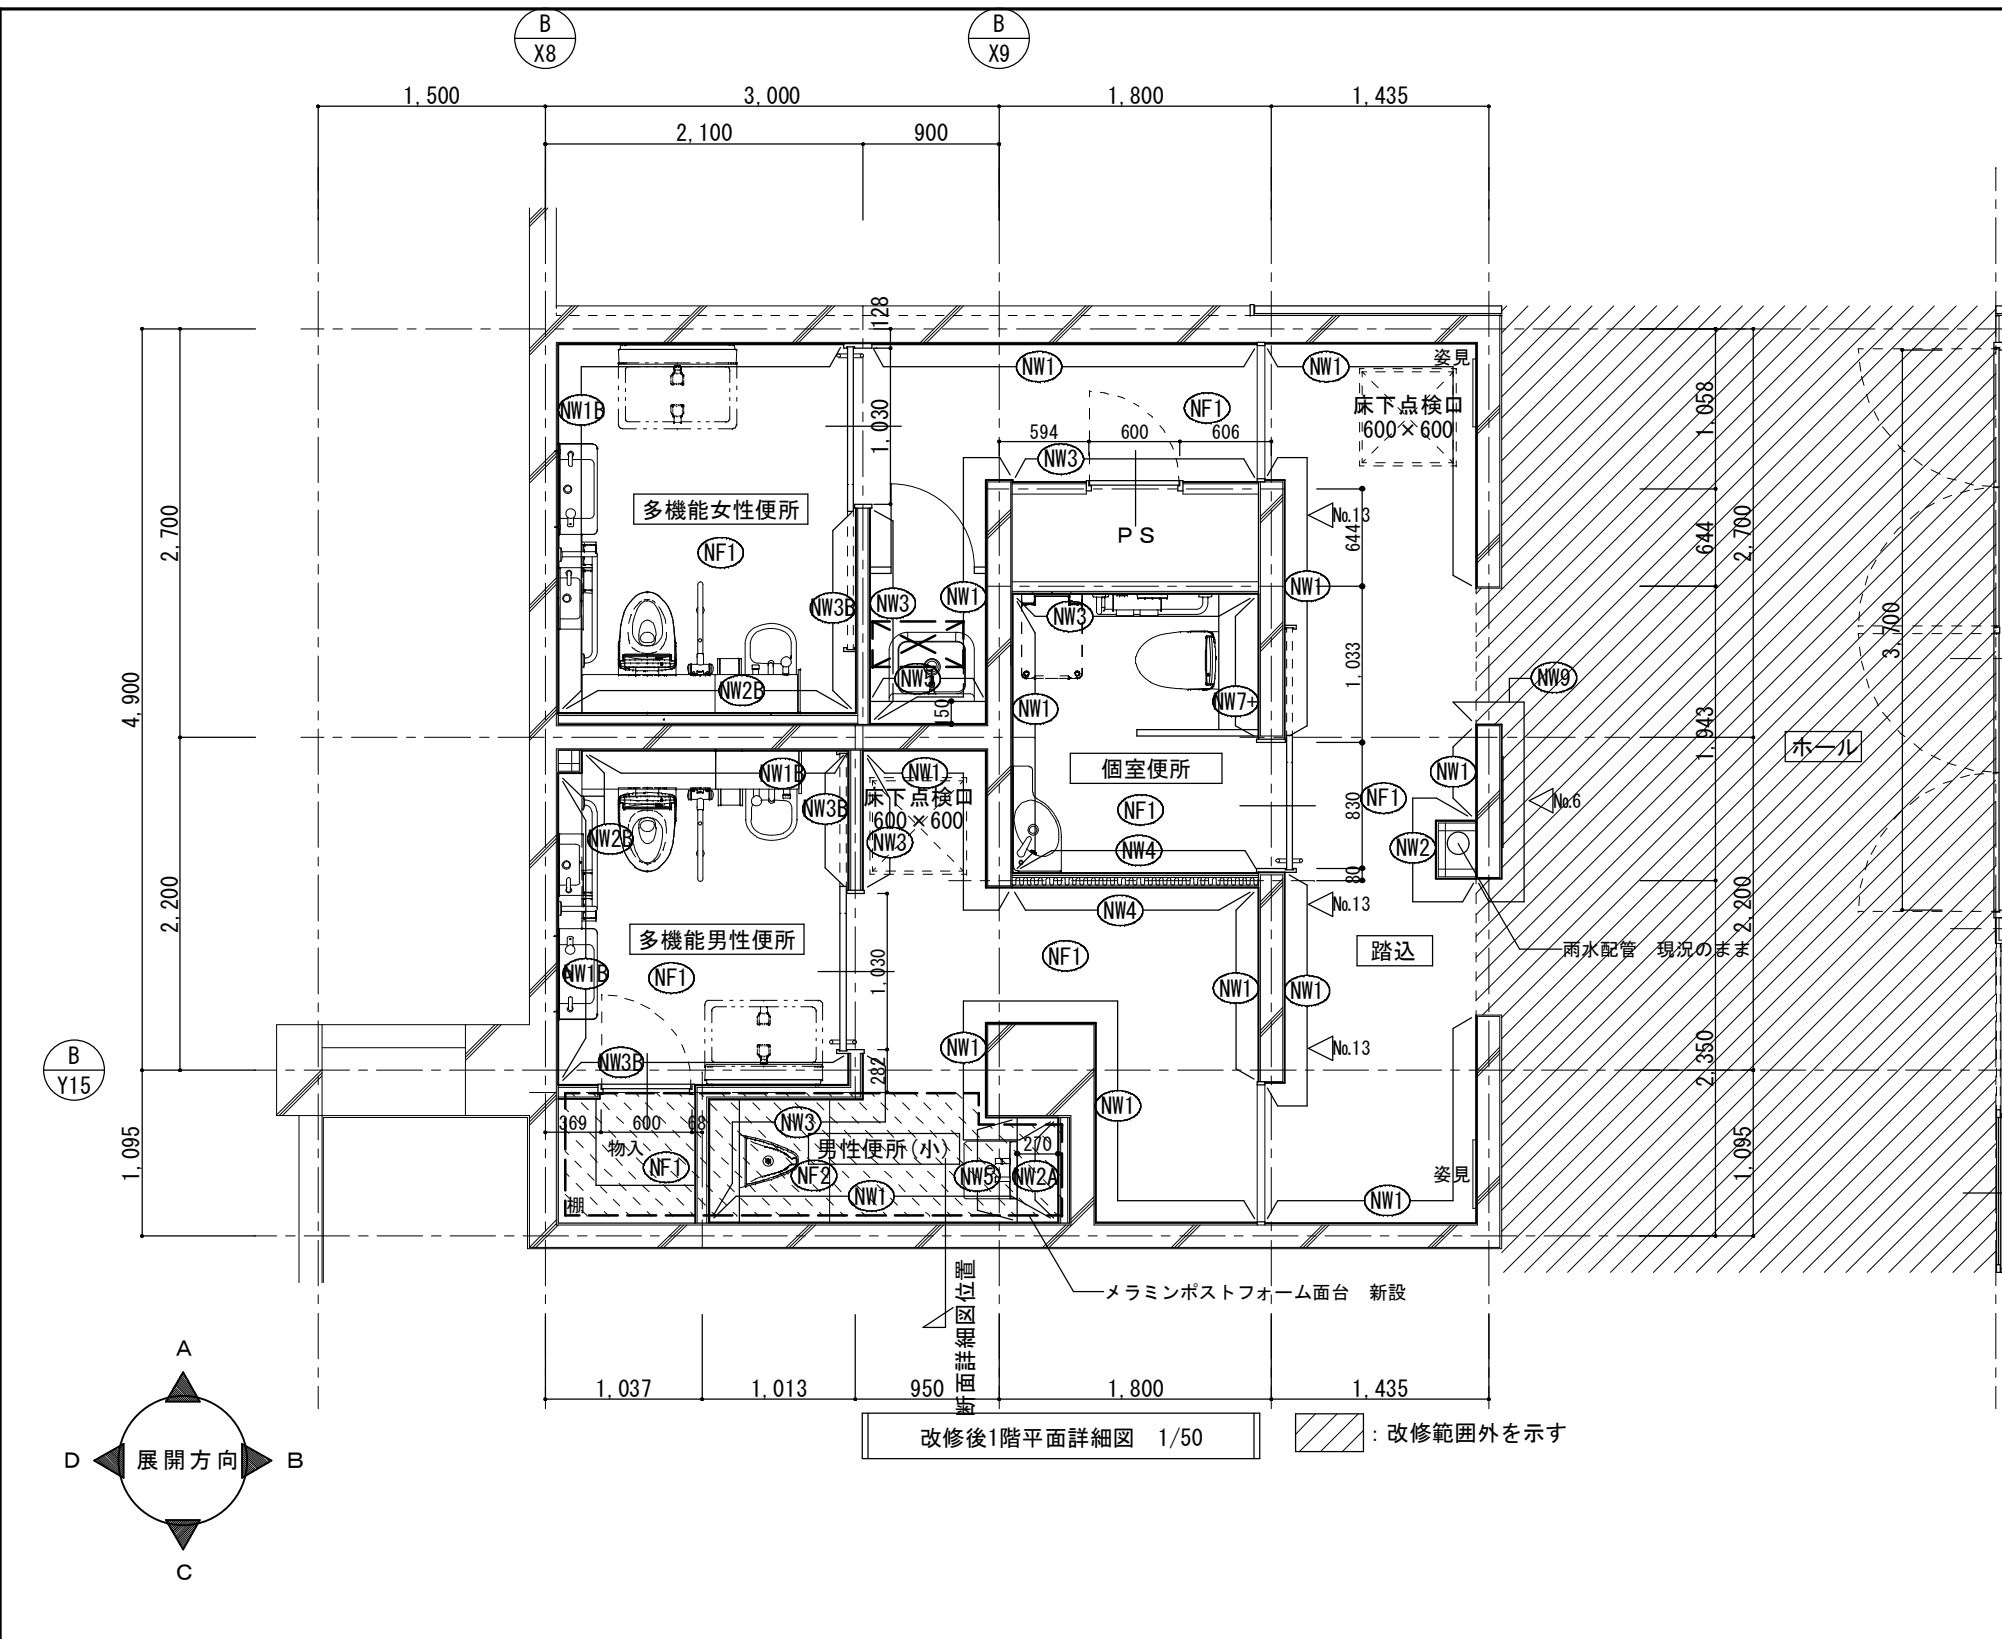 B
X8
B
X9
1,500
3,000
1,800
1,435
2,100
900
128
NW1
NW1
姿見
NW1B
1,030
NF1
床下点検口
600×600
1,058
594
600
606
NW3
多機能女性便所
PS
No.13
644
644
2,700
2,700
NF1
NW3B
NW3
NW1
NW3
NW1
3,700
1,033
NW5
NW2B
150
NW1
NW7+
NW9
4,900
1,943
ホール
NW1B
NW1
個室便所
NW1
NW3B
床下点検口
600×600
NF1
830
NF1
No.6
NW2B
NW3
NW4
NW2
80
2,200
NW4
No.13
2,200
多機能男性便所
NF1
踏込
雨水配管 現況のまま
NW1B
NF1
1,030
NW1
NW1
B
Y15
NW3B
282
NW1
No.13
2,350
NW1
369
600
68
NW3
270
1,095
1,095
物入
NF1
男性便所(小)
NF2
NW5
NW2A
姿見
棚
NW1
NW1
メラミンポストフォーム面台 新設
断面詳細図位置
1,037
1,013
950
1,800
1,435
改修後1階平面詳細図 1/50
:改修範囲外を示す
A
D
展開方向
B
C